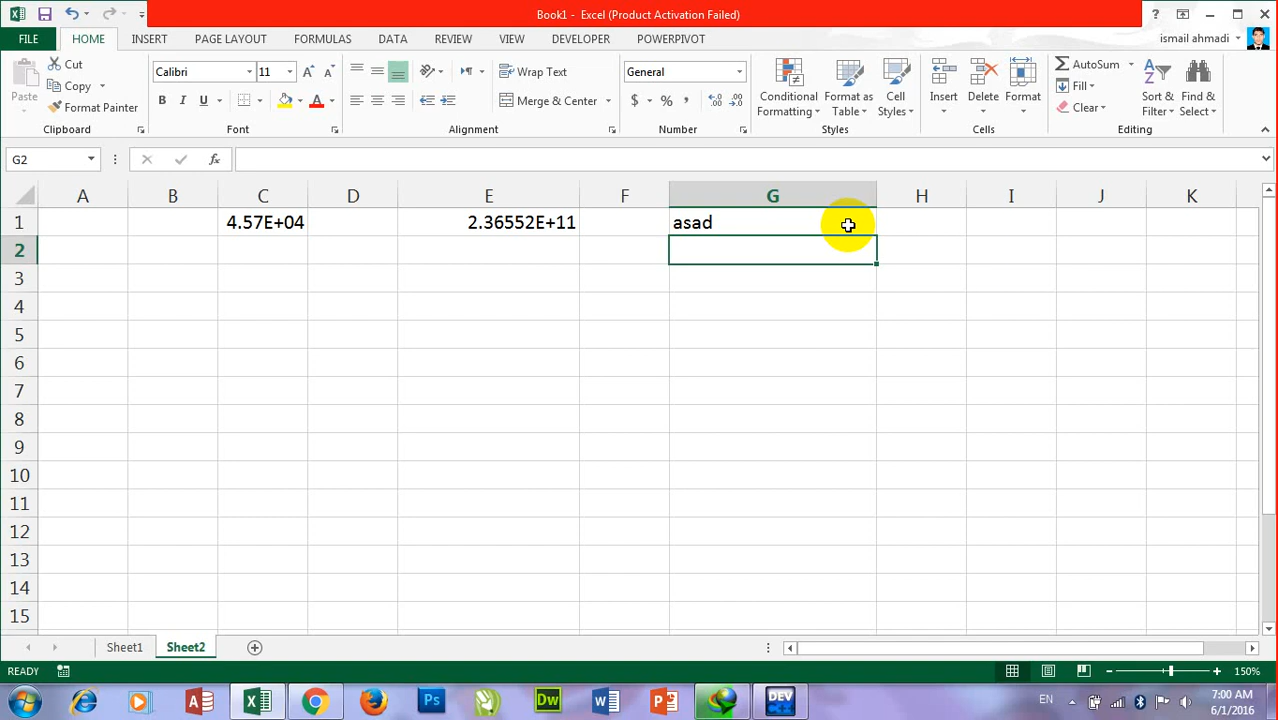 Book1 - Excel (Product Activation Failed)
FILE HOME INSERT PAGE LAYOUT FORMULAS DATA REVIEW VIEW DEVELOPER POWERPIVOT ismail ahmadi
Paste
Cut
Copy
Format Painter
Clipboard
Calibri 11
B I U
Font
Wrap Text
Merge & Center
Alignment
General
$ % ,
Number
Conditional Formatting
Format as Table
Cell Styles
Styles
Insert Delete Format
Cells
AutoSum
Fill
Clear
Sort & Filter
Find & Select
Editing
G2 fx
A B C D E F G H I J K
1 4.57E+04 2.36552E+11 asad
2
3
4
5
6
7
8
9
10
11
12
13
14
15
Sheet1 Sheet2
READY 150%
EN 7:00 AM
6/1/2016